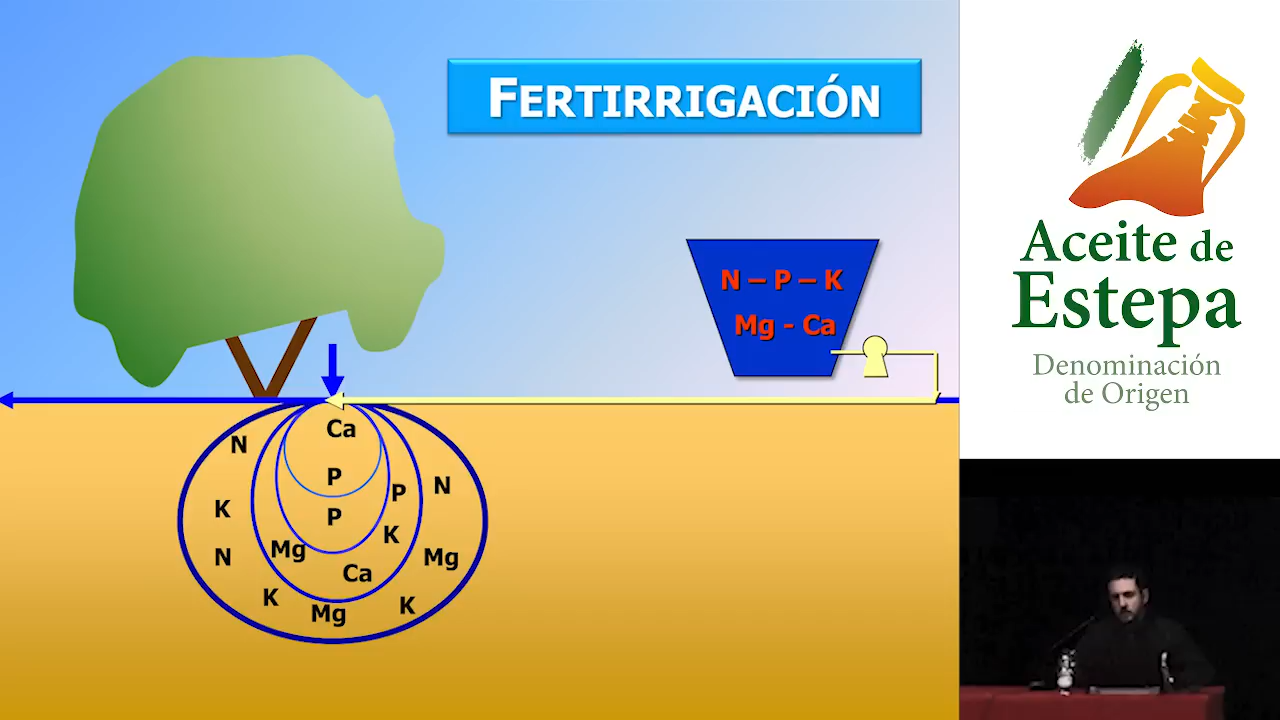 FERTIRRIGACIÓN
N – P – K
Mg - Ca
Ca
N
P
N
P
K
P
K
Mg
N
Mg
Ca
K
K
Mg
Aceite de
Estepa
Denominación
de Origen